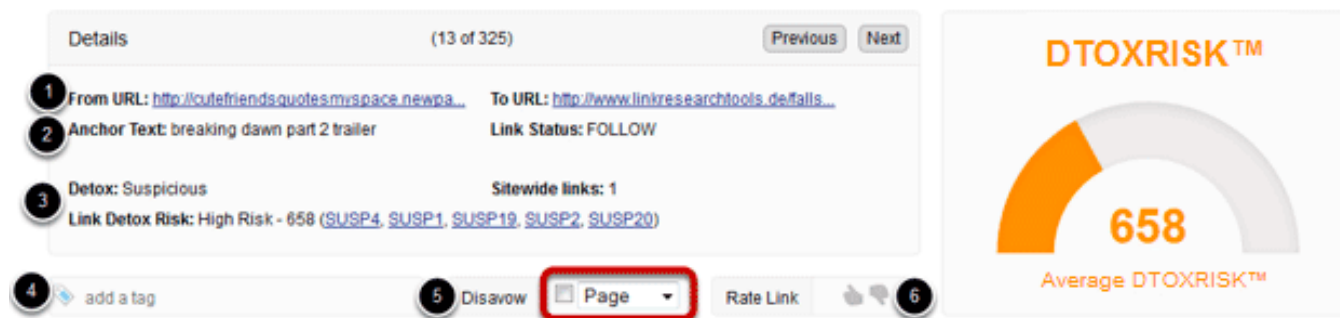 Details (13 of 325) Previous Next
1 From URL: http://cutefriendsquotesmyspace.newpa... To URL: http://www.linkresearchtools.de/falls...
2 Anchor Text: breaking dawn part 2 trailer Link Status: FOLLOW
3 Detox: Suspicious Sitewide links: 1
Link Detox Risk: High Risk - 658 (SUSP4, SUSP1, SUSP19, SUSP2, SUSP20)
4 add a tag 5 Disavow Page Rate Link 6
DTOXRISK™
658
Average DTOXRISK™